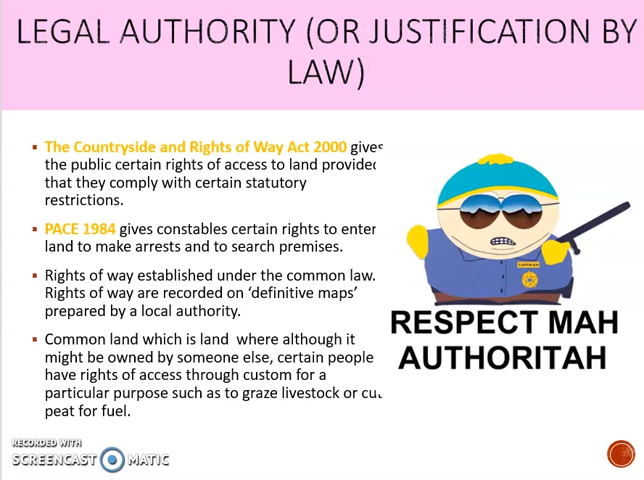 LEGAL AUTHORITY (OR JUSTIFICATION BY
LAW)
The Countryside and Rights of Way Act 2000 gives
the public certain rights of access to land provided
that they comply with certain statutory
restrictions.
PACE 1984 gives constables certain rights to enter
land to make arrests and to search premises.
Rights of way established under the common law.
Rights of way are recorded on ‘definitive maps’
prepared by a local authority.
Common land which is land where although it
might be owned by someone else, certain people
have rights of access through custom for a
particular purpose such as to graze livestock or cut
peat for fuel.
CARTMAN
RESPECT MAH
AUTHORITAH
RECORDED WITH
SCREENCAST MATIC